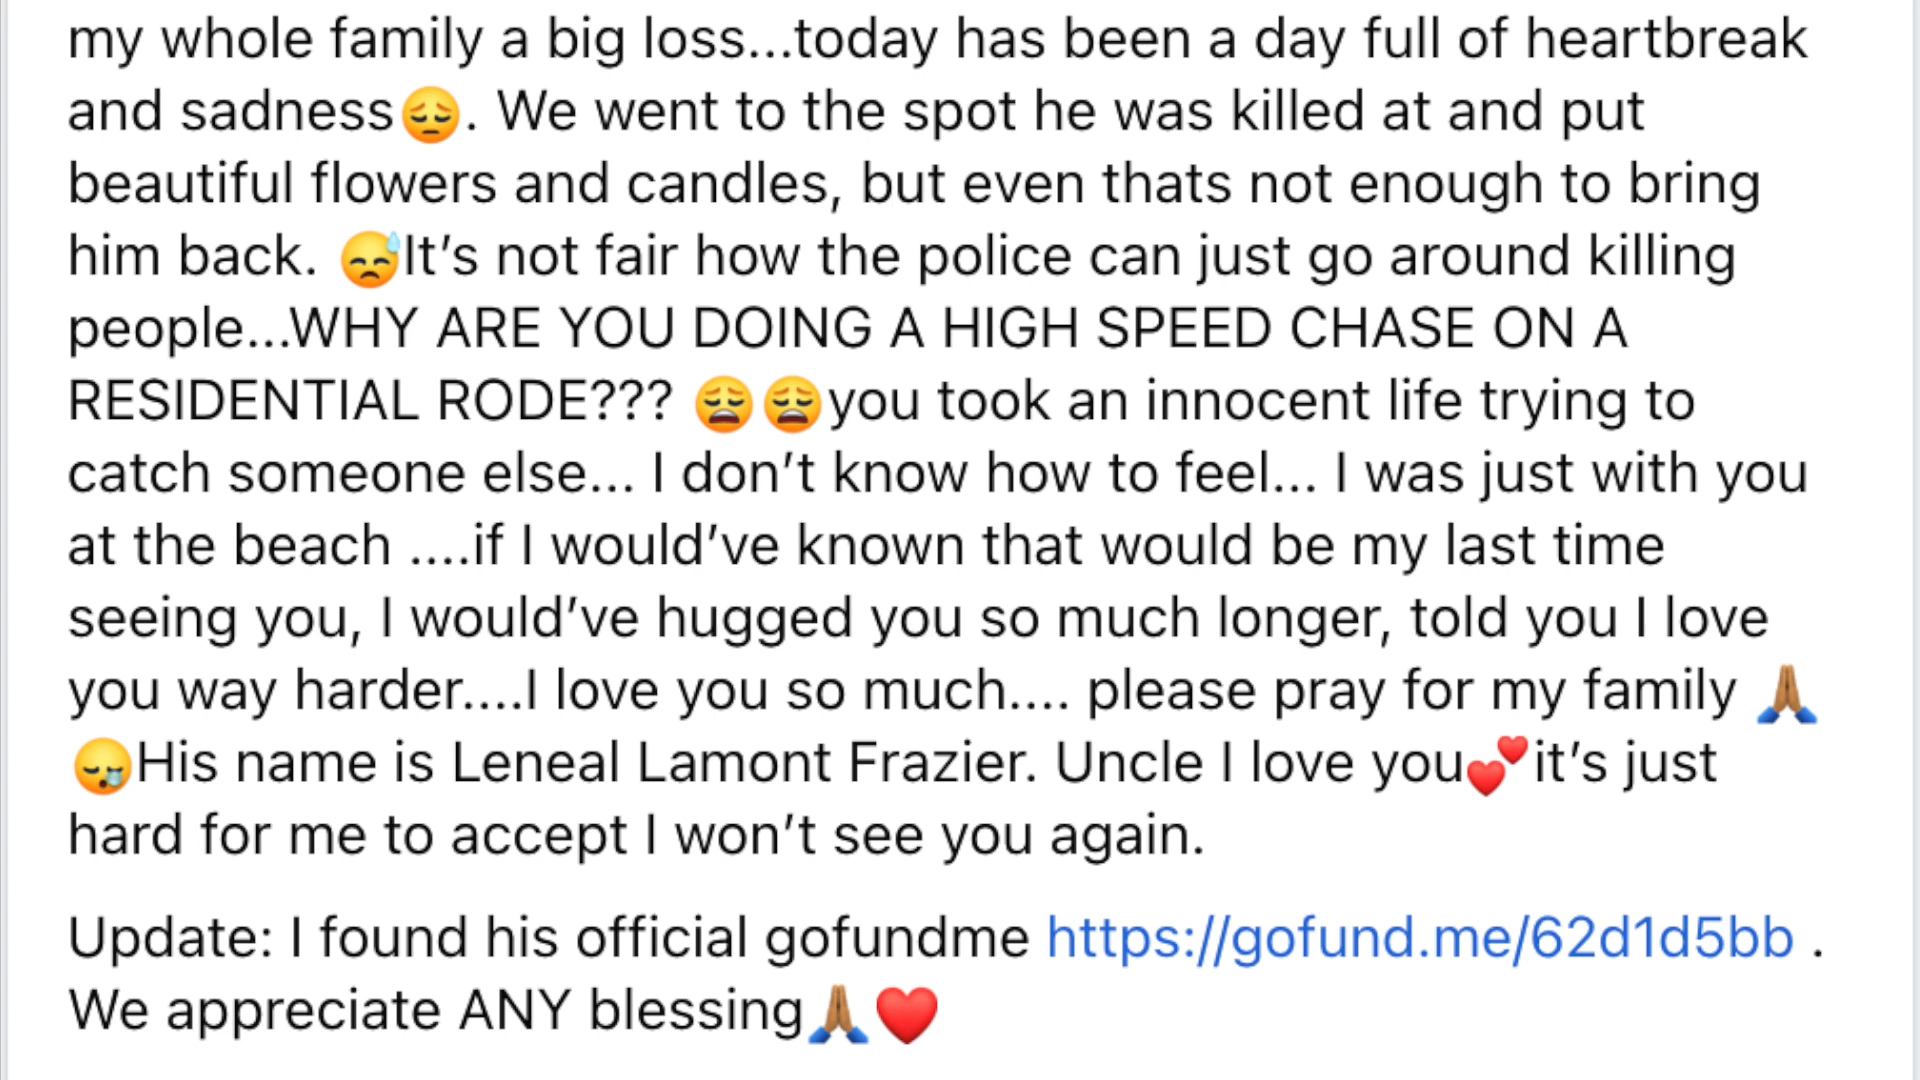 my whole family a big loss...today has been a day full of heartbreak
and sadness😔. We went to the spot he was killed at and put
beautiful flowers and candles, but even thats not enough to bring
him back. 😓It’s not fair how the police can just go around killing
people...WHY ARE YOU DOING A HIGH SPEED CHASE ON A
RESIDENTIAL RODE??? 😩😩you took an innocent life trying to
catch someone else... I don’t know how to feel... I was just with you
at the beach ....if I would’ve known that would be my last time
seeing you, I would’ve hugged you so much longer, told you I love
you way harder....I love you so much.... please pray for my family 🙏🏽
😪His name is Leneal Lamont Frazier. Uncle I love you💕it’s just
hard for me to accept I won’t see you again.
Update: I found his official gofundme https://gofund.me/62d1d5bb .
We appreciate ANY blessing🙏🏽❤️